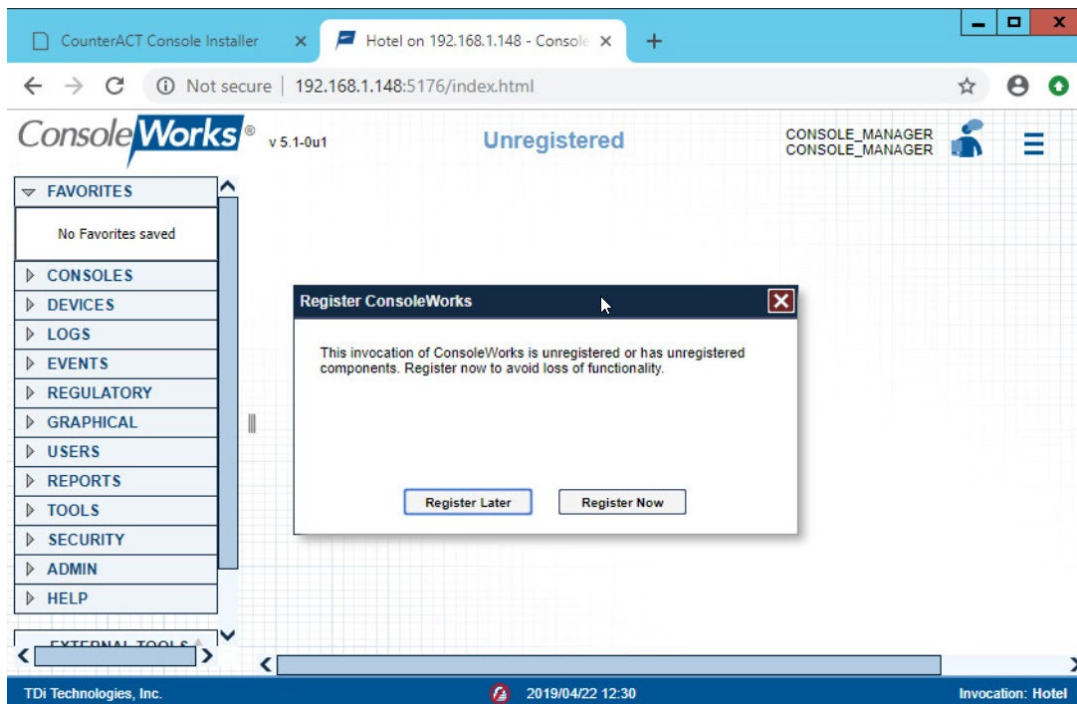 CounterACT Console Installer
Hotel on 192.168.1.148 - Console
Not secure | 192.168.1.148:5176/index.html
ConsoleWorks ® v 5.1-0u1
Unregistered
CONSOLE_MANAGER
CONSOLE_MANAGER
FAVORITES
No Favorites saved
CONSOLES
DEVICES
LOGS
EVENTS
REGULATORY
GRAPHICAL
USERS
REPORTS
TOOLS
SECURITY
ADMIN
HELP
EXTERNAL TOOLS
Register ConsoleWorks
This invocation of ConsoleWorks is unregistered or has unregistered
components. Register now to avoid loss of functionality.
Register Later
Register Now
TDi Technologies, Inc.
2019/04/22 12:30
Invocation: Hotel